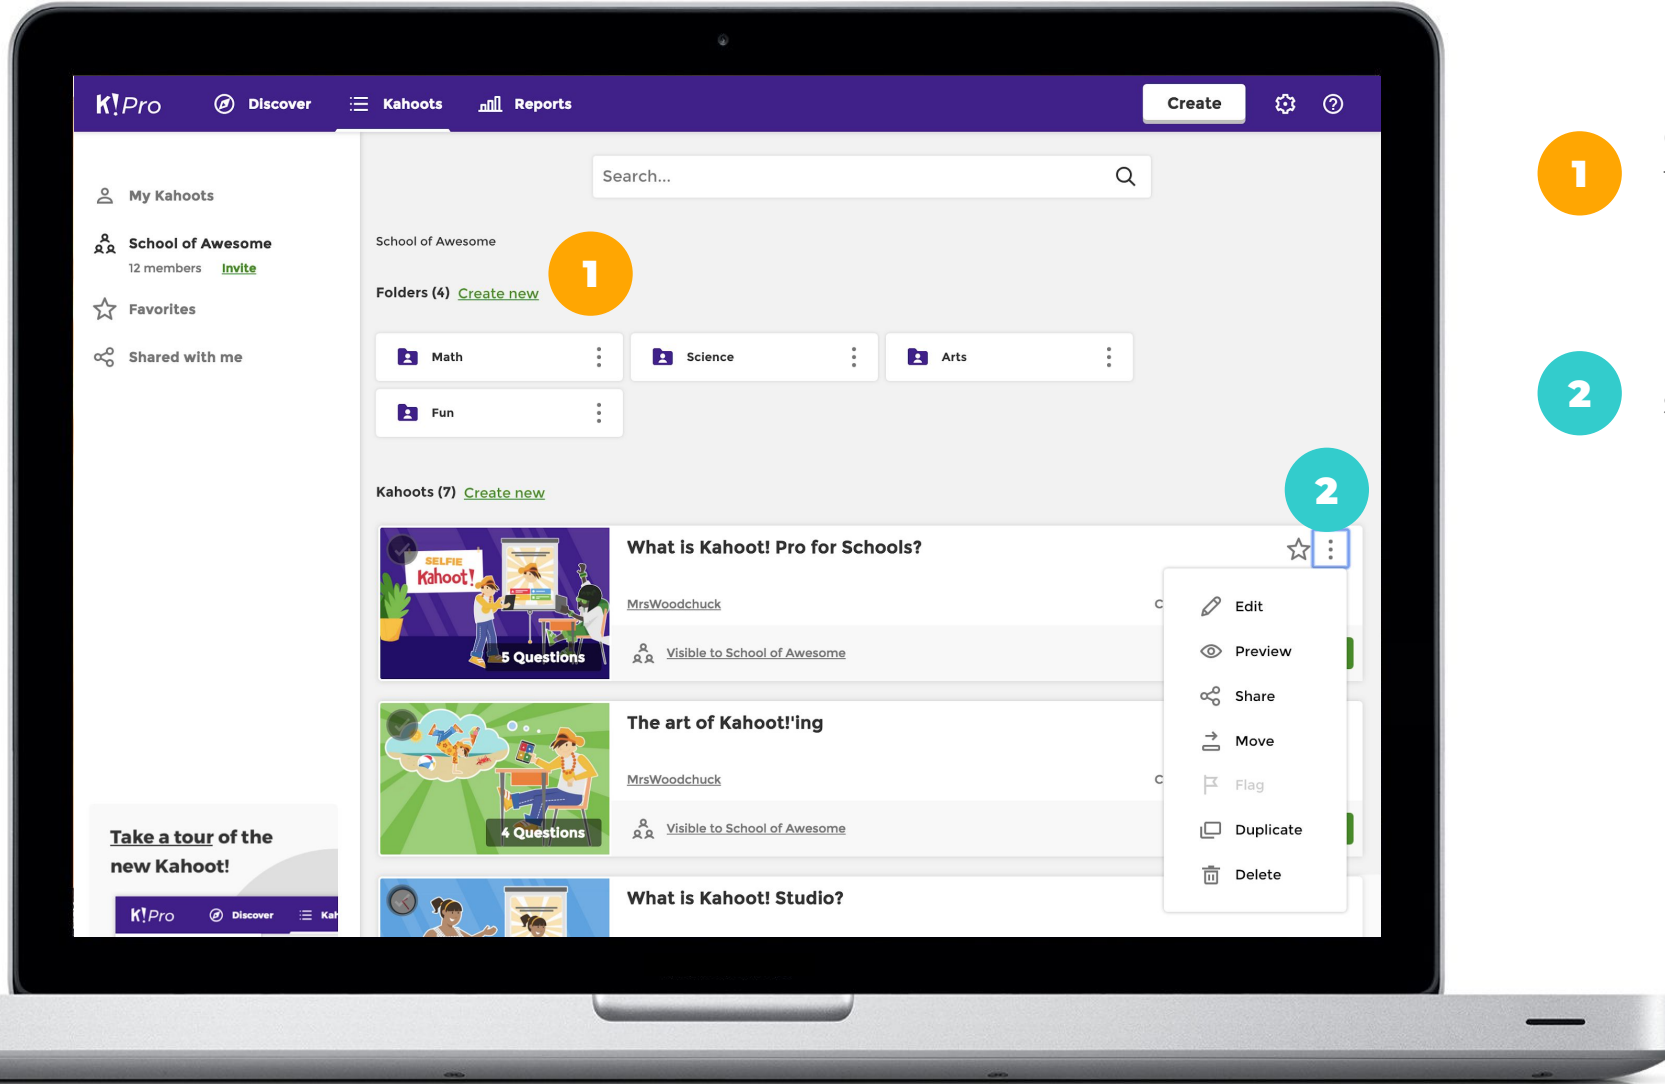 K!Pro
Discover
Kahoots
Reports
Create
1
My Kahoots
School of Awesome
12 members Invite
Favorites
Shared with me
Search...
School of Awesome
1
Folders (4) Create new
Math
Science
Arts
Fun
2
Kahoots (7) Create new
2
SELFIE
Kahoot!
5 Questions
What is Kahoot! Pro for Schools?
MrsWoodchuck
C
Visible to School of Awesome
Edit
Preview
Share
Move
Flag
Duplicate
Delete
4 Questions
The art of Kahoot!'ing
MrsWoodchuck
C
Visible to School of Awesome
What is Kahoot! Studio?
Take a tour of the
new Kahoot!
K!Pro
Discover
Kah